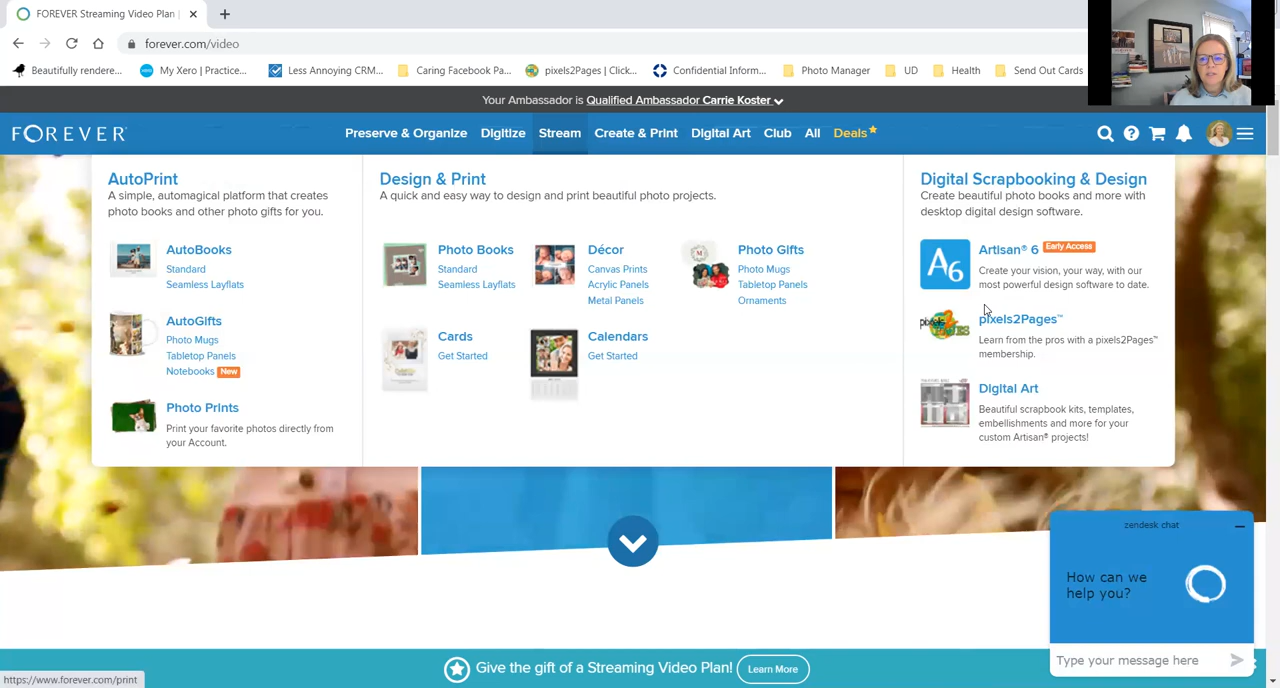 FOREVER Streaming Video Plan |
forever.com/video
Beautifully rendere...
My Xero | Practice...
Less Annoying CRM...
Caring Facebook Pa...
pixels2Pages | Click...
Confidential Inform...
Photo Manager
UD
Health
Send Out Cards
Your Ambassador is Qualified Ambassador Carrie Koster
FOREVER
Preserve & Organize
Digitize
Stream
Create & Print
Digital Art
Club
All
Deals
AutoPrint
A simple, automagical platform that creates
photo books and other photo gifts for you.
AutoBooks
Standard
Seamless Layflats
AutoGifts
Photo Mugs
Tabletop Panels
Notebooks New
Photo Prints
Print your favorite photos directly from
your Account.
Design & Print
A quick and easy way to design and print beautiful photo projects.
Photo Books
Standard
Seamless Layflats
Décor
Canvas Prints
Acrylic Panels
Metal Panels
Photo Gifts
Photo Mugs
Tabletop Panels
Ornaments
Cards
Get Started
Calendars
Get Started
Digital Scrapbooking & Design
Create beautiful photo books and more with
desktop digital design software.
A6
Artisan® 6 Early Access
Create your vision, your way, with our
most powerful design software to date.
pixels2Pages
pixels2Pages™
Learn from the pros with a pixels2Pages™
membership.
Digital Art
Beautiful scrapbook kits, templates,
embellishments and more for your
custom Artisan® projects!
zendesk chat
How can we
help you?
Type your message here
Give the gift of a Streaming Video Plan! Learn More
https://www.forever.com/print